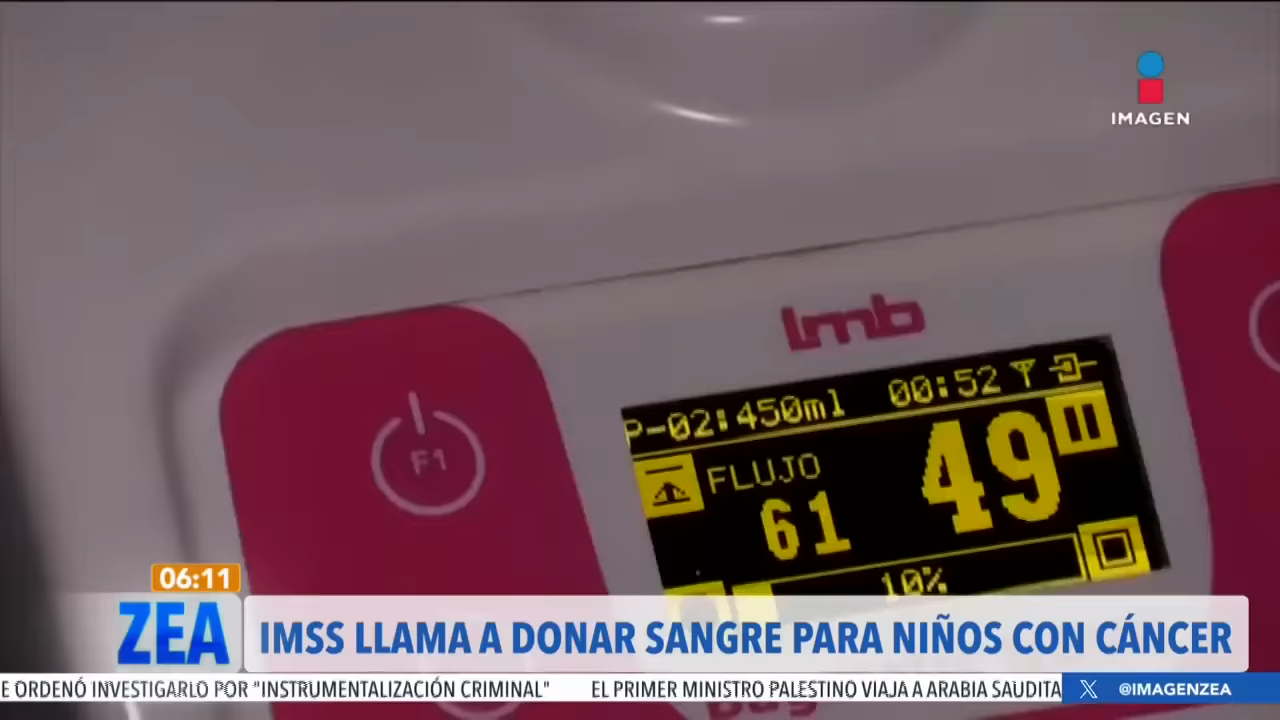 IMAGEN
lmb
P-02:450ml 00:52
FLUJO
61
49
10%
F1
06:11
ZEA
IMSS LLAMA A DONAR SANGRE PARA NIÑOS CON CÁNCER
E ORDENÓ INVESTIGARLO POR "INSTRUMENTALIZACIÓN CRIMINAL" EL PRIMER MINISTRO PALESTINO VIAJA A ARABIA SAUDITA
@IMAGENZEA